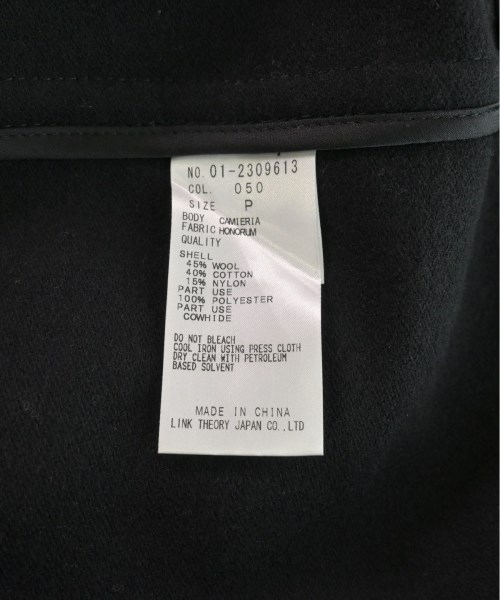 NO. 01-2309613
COL. 050
SIZE P
BODY CAMIERIA
FABRIC HONORUM
QUALITY
SHELL
45% WOOL
40% COTTON
15% NYLON
PART USE
100% POLYESTER
PART USE
COWHIDE
DO NOT BLEACH
COOL IRON USING PRESS CLOTH
DRY CLEAN WITH PETROLEUM
BASED SOLVENT
MADE IN CHINA
LINK THEORY JAPAN CO.,LTD